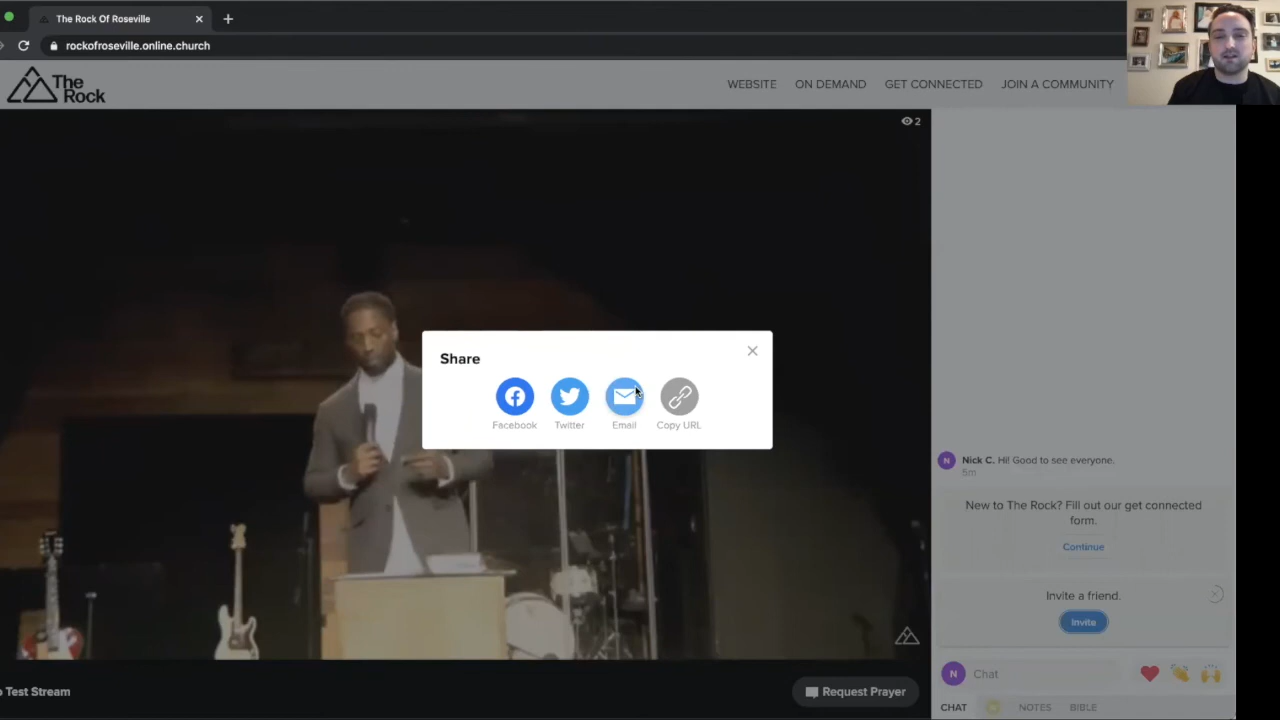 The Rock Of Roseville
rockofroseville.online.church
The
Rock
WEBSITE
ON DEMAND
GET CONNECTED
JOIN A COMMUNITY
2
Share
Facebook
Twitter
Email
Copy URL
N
Nick C. Hi! Good to see everyone.
5m
New to The Rock? Fill out our get connected
form.
Continue
Invite a friend.
Invite
Test Stream
Request Prayer
N
Chat
CHAT
NOTES
BIBLE